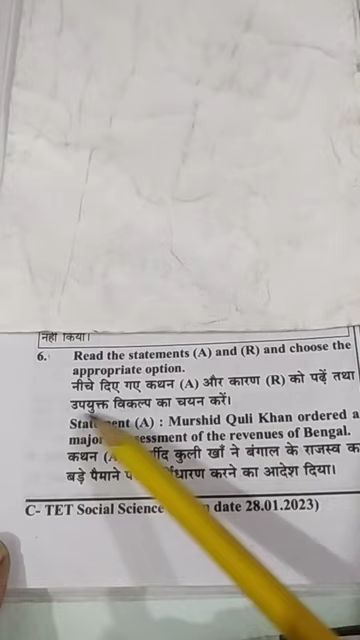 नहीं किया।
6. Read the statements (A) and (R) and choose the
appropriate option.
नीचे दिए गए कथन (A) और कारण (R) को पढ़ें तथा
उपयुक्त विकल्प का चयन करें।
Statement (A) : Murshid Quli Khan ordered a
major essment of the revenues of Bengal.
कथन (A कुली खाँ ने बंगाल के राजस्व क
बड़े पैमाने प र्धारण करने का आदेश दिया।
C- TET Social Science date 28.01.2023)